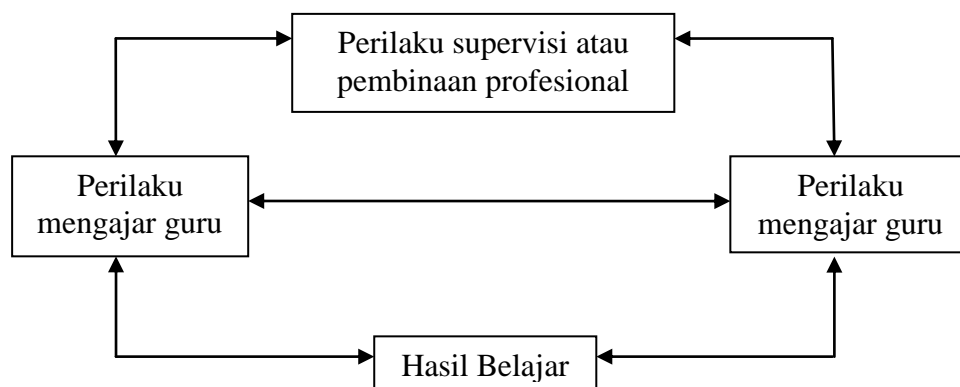 Perilaku supervisi atau
pembinaan profesional
Perilaku
mengajar guru
Perilaku
mengajar guru
Hasil Belajar